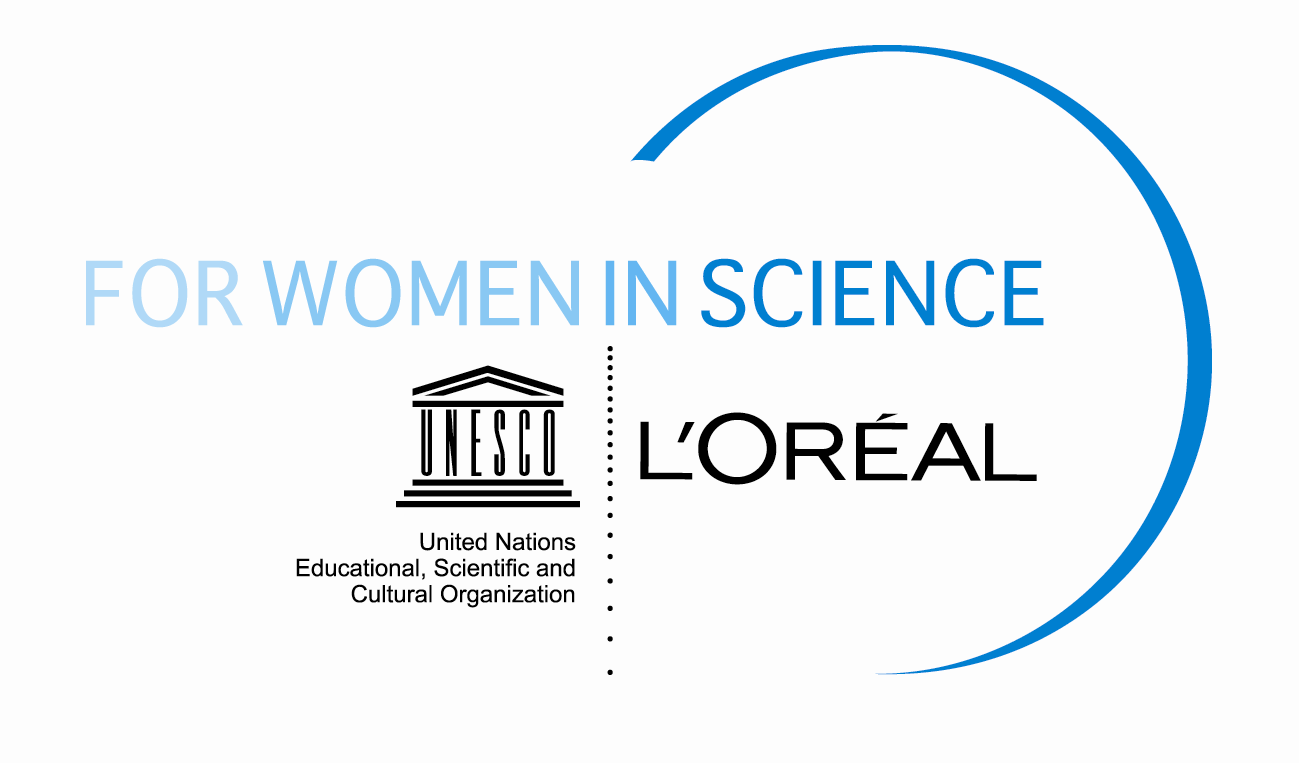 FOR WOMEN IN SCIENCE
UNESCO
L'ORÉAL
United Nations
Educational, Scientific and
Cultural Organization